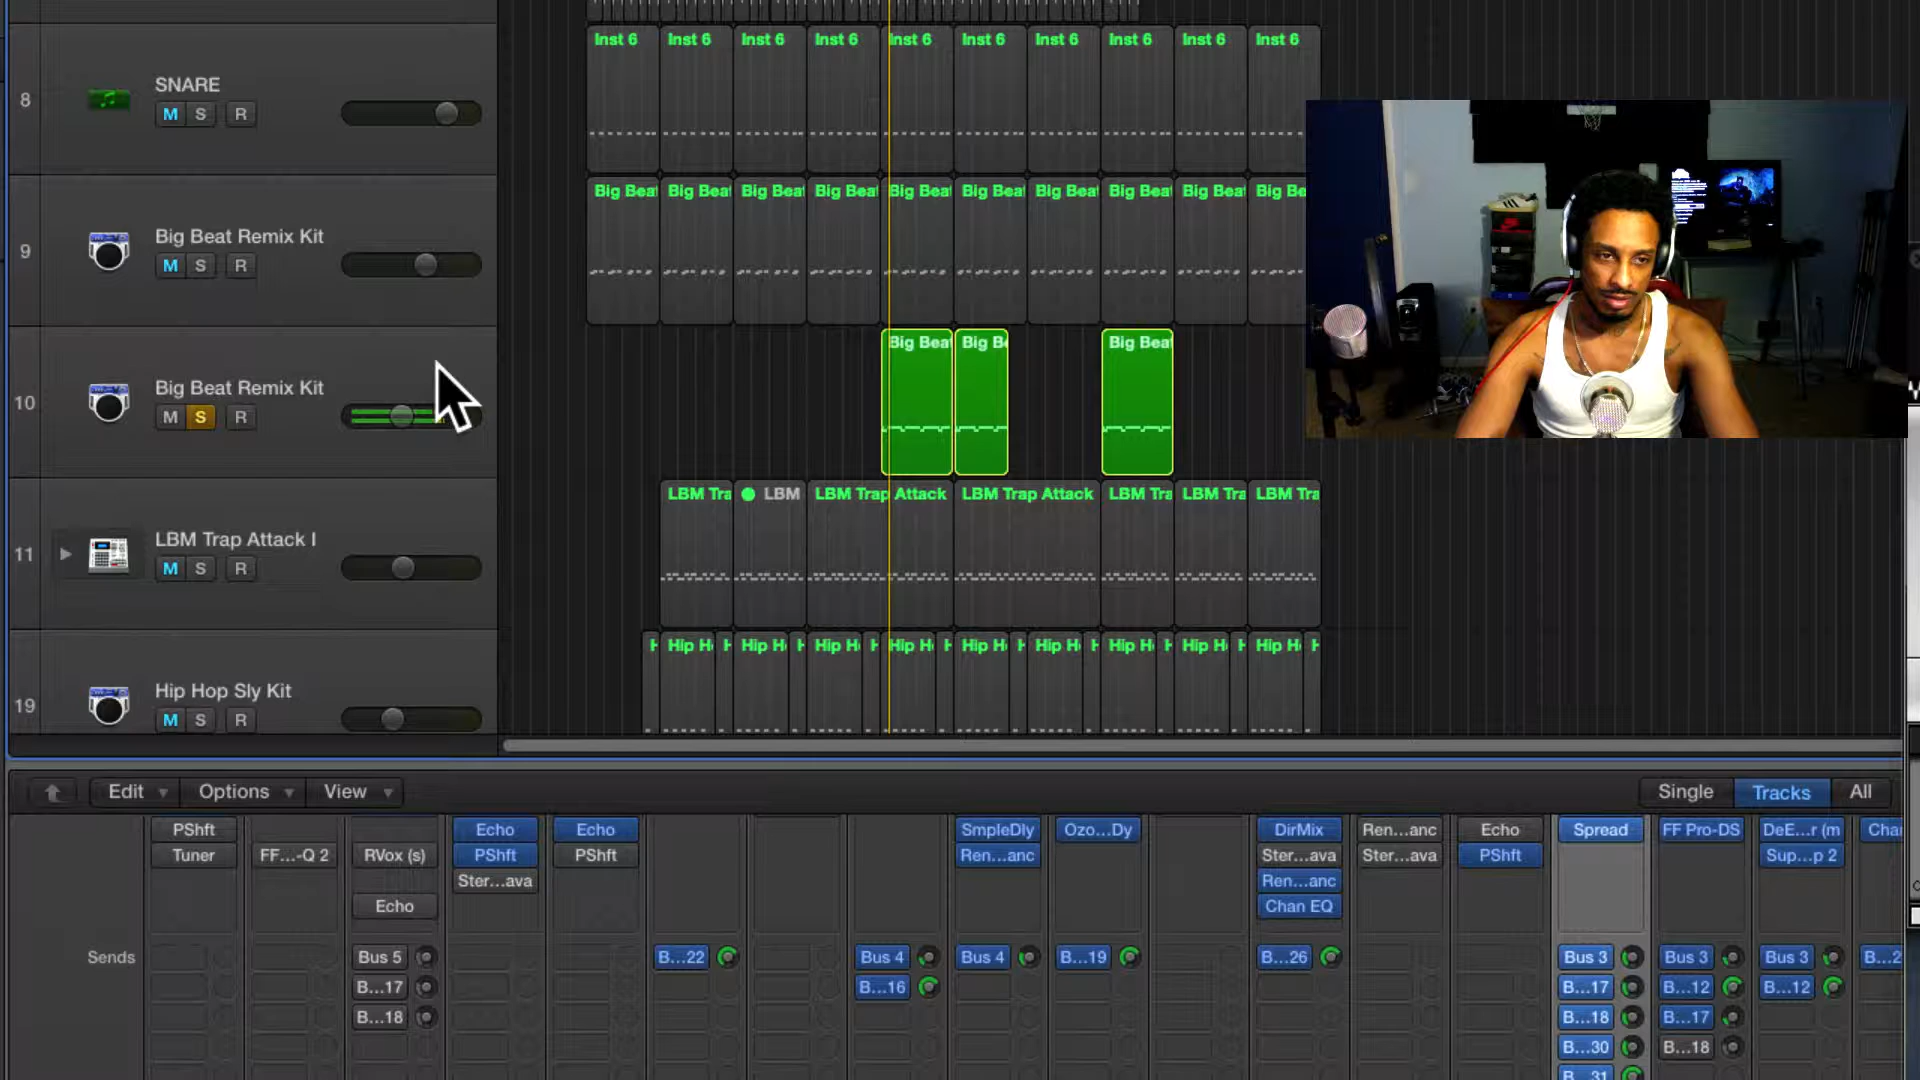 Inst 6 Inst 6 Inst 6 Inst 6 Inst 6 Inst 6 Inst 6 Inst 6 Inst 6 Inst 6
8 SNARE
M S R
Big Beat Big Beat Big Beat Big Beat Big Beat Big Beat Big Beat Big Beat Big Beat Big Be
9 Big Beat Remix Kit
M S R
Big Beat Big Be Big Beat
10 Big Beat Remix Kit
M S R
LBM Tra LBM LBM Trap Attack LBM Trap Attack LBM Tra LBM Tra LBM Tra
11 LBM Trap Attack I
M S R
H Hip H H Hip H H Hip H H Hip H H Hip H H Hip H H Hip H H Hip H H Hip H H
19 Hip Hop Sly Kit
M S R
Edit Options View Single Tracks All
PShft Echo Echo SmpleDly Ozo...Dy DirMix Ren...anc Echo Spread FF Pro-DS DeE...r (m Cha
Tuner FF...-Q 2 RVox (s) PShft PShft Ren...anc Ster...ava Ster...ava PShft Sup...p 2
Ster...ava Ren...anc
Echo Chan EQ
Sends Bus 5 B...22 Bus 4 Bus 4 B...19 B...26 Bus 3 Bus 3 Bus 3 B...2
B...17 B...16 B...17 B...12 B...12
B...18 B...18 B...17
B...30 B...18
B...31